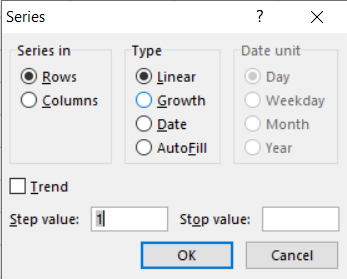 Series ?
Series in Type Date unit
Rows Linear Day
Columns Growth Weekday
Date Month
AutoFill Year
Trend
Step value: 1 Stop value:
OK Cancel